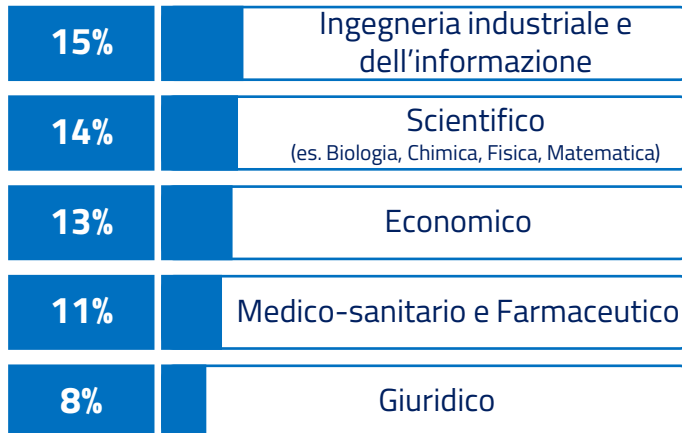 15%
Ingegneria industriale e
dell’informazione
14%
Scientifico
(es. Biologia, Chimica, Fisica, Matematica)
13%
Economico
11%
Medico-sanitario e Farmaceutico
8%
Giuridico